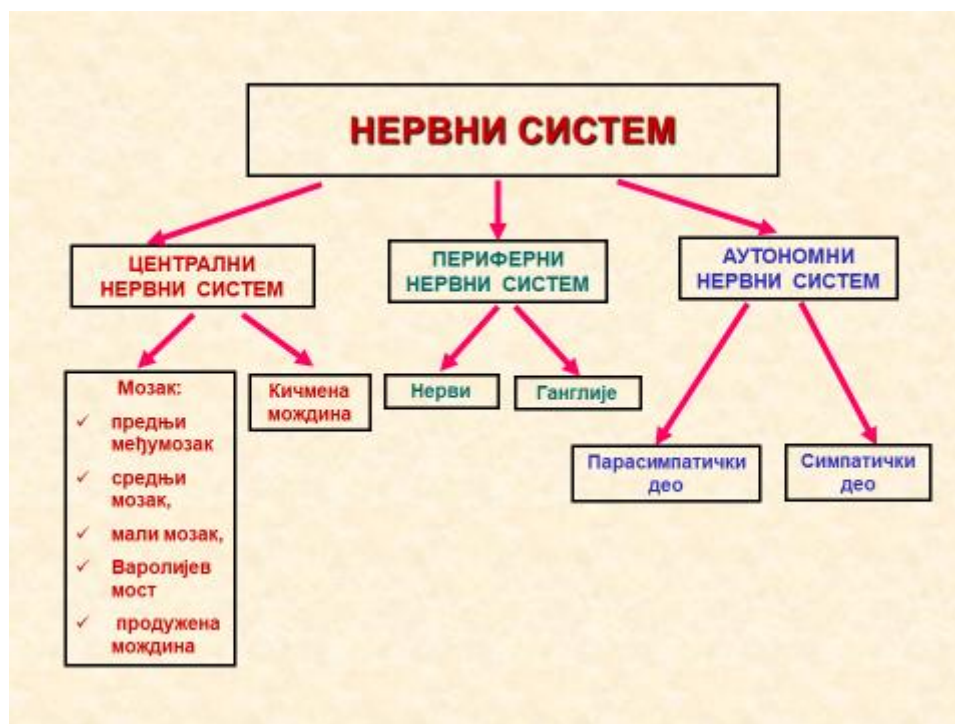 НЕРВНИ СИСТЕМ
ЦЕНТРАЛНИ
НЕРВНИ СИСТЕМ
ПЕРИФЕРНИ
НЕРВНИ СИСТЕМ
АУТОНОМНИ
НЕРВНИ СИСТЕМ
Мозак:
предњи
међумозак
средњи
мозак,
мали мозак,
Варолијев
мост
продужена
мождина
Кичмена
мождина
Нерви
Ганглије
Парасимпатички
део
Симпатички
део